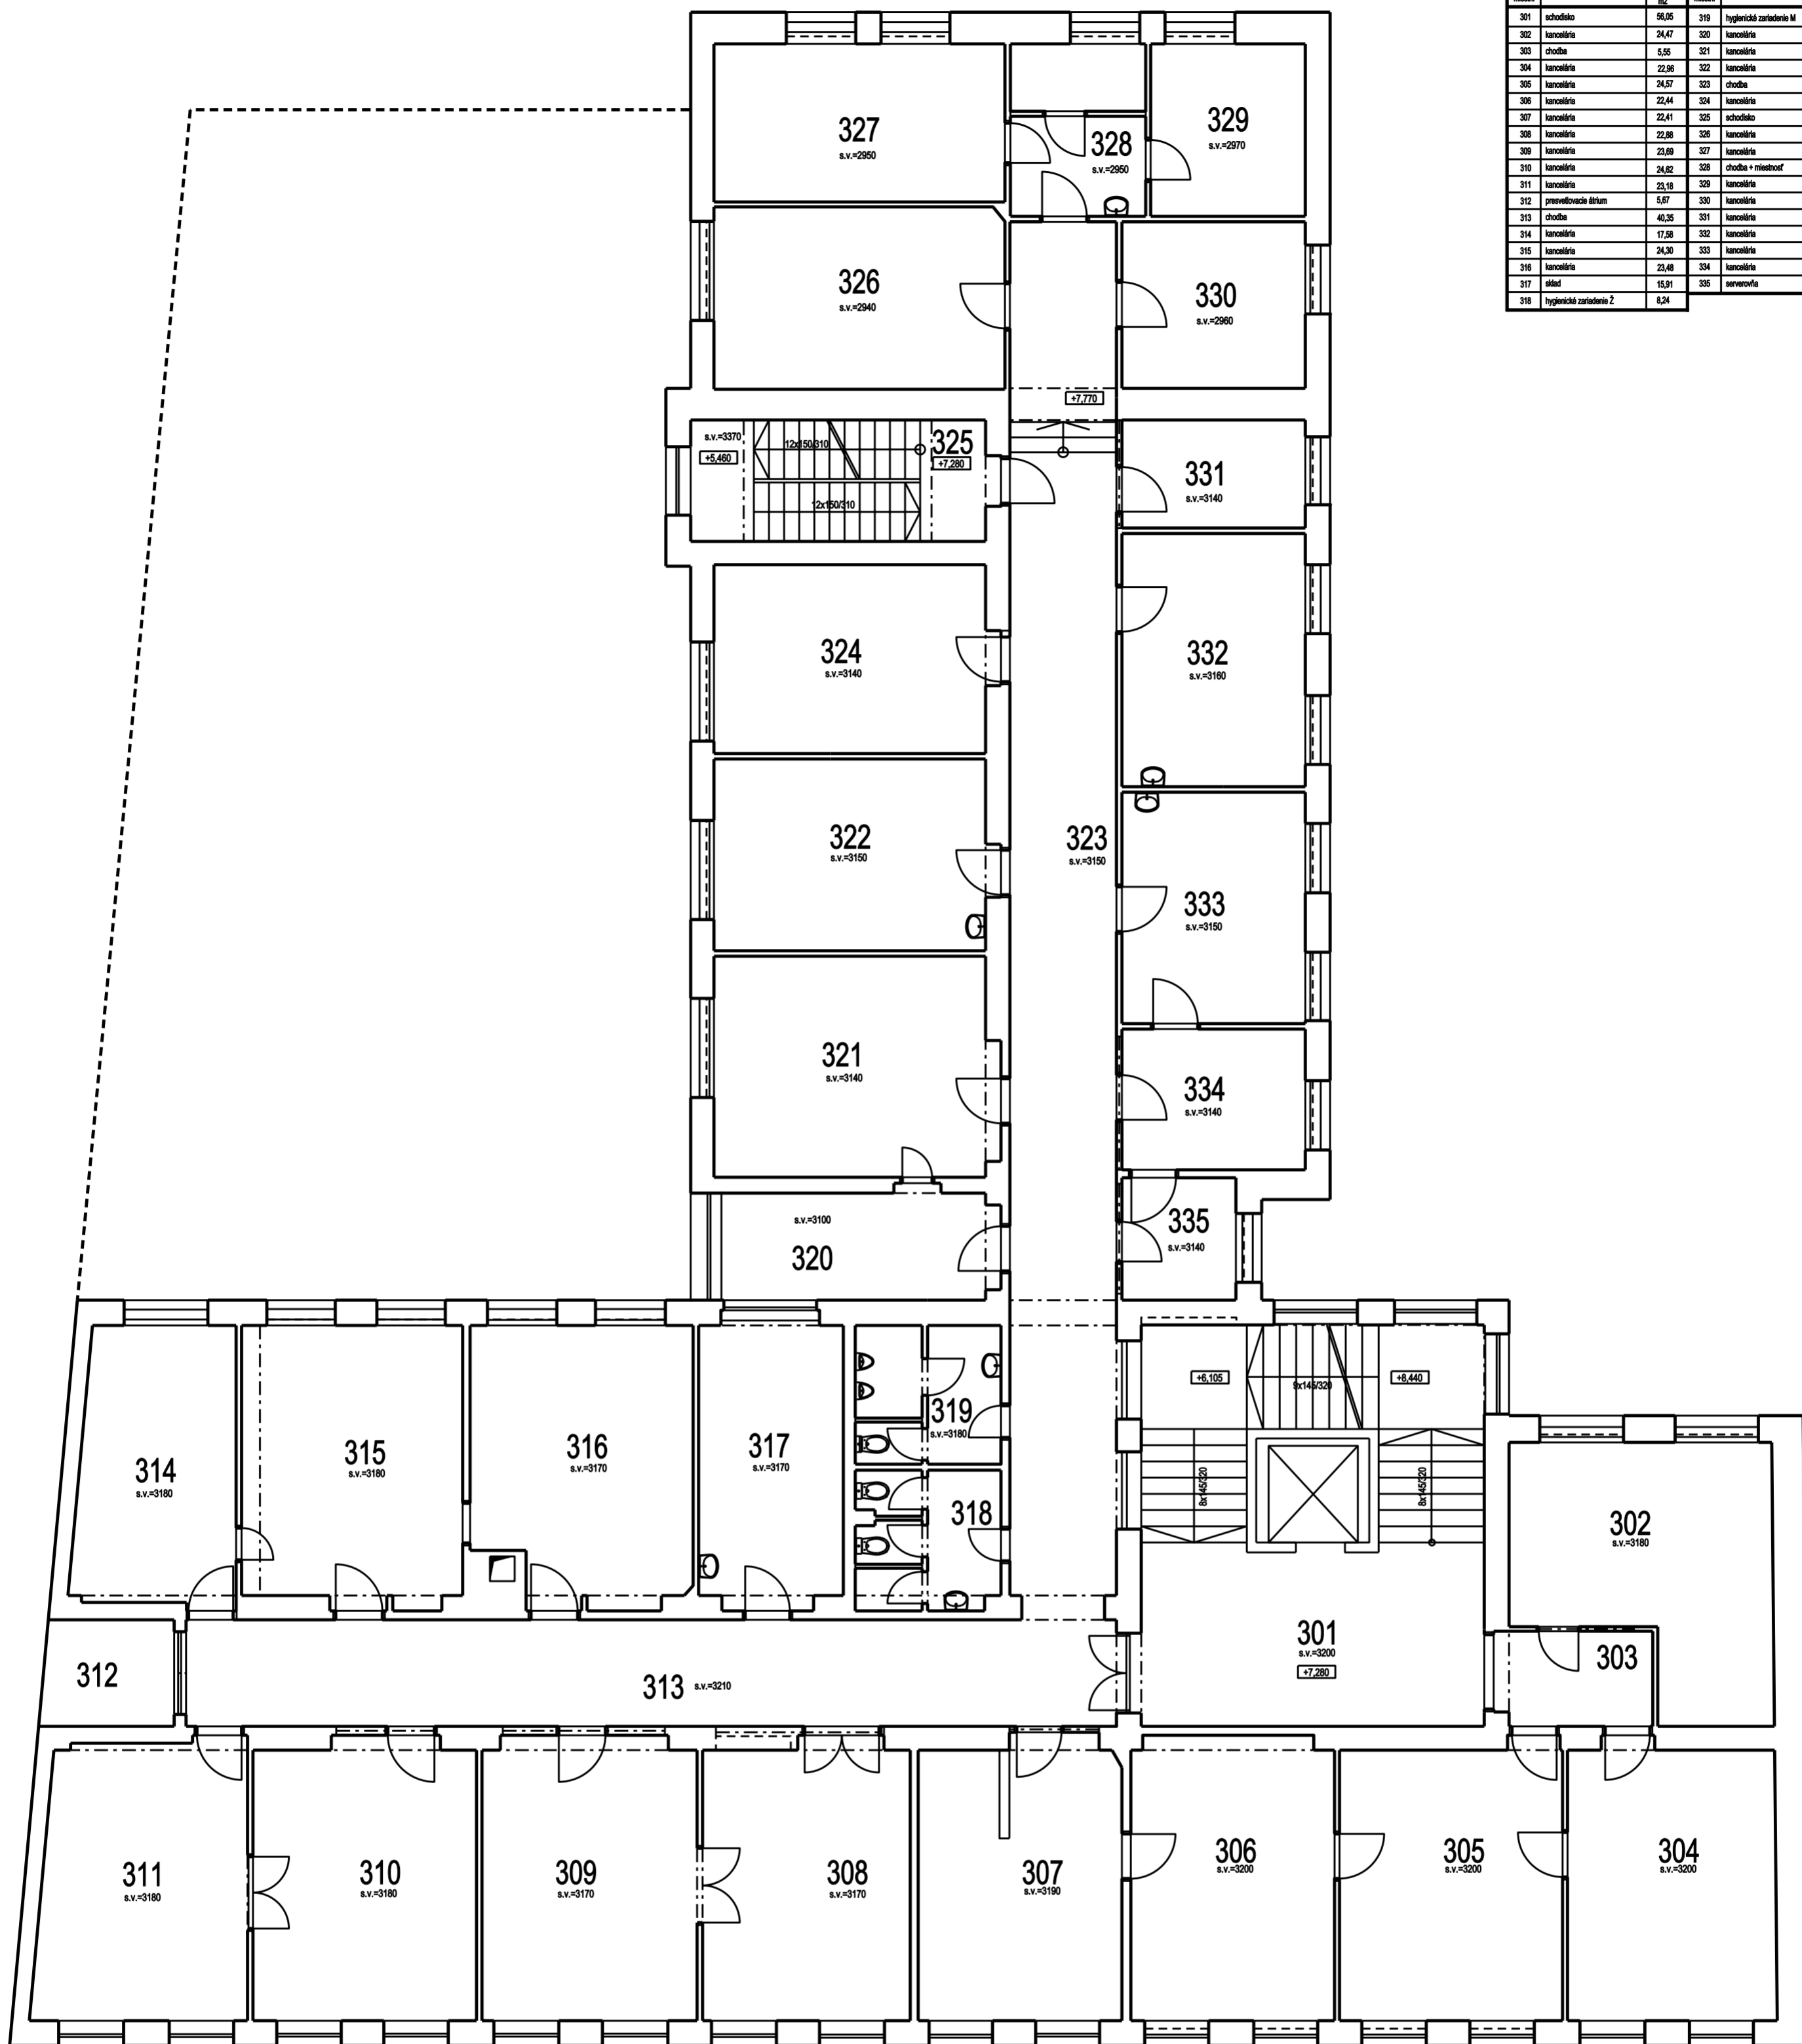 m2
301 schodisko 56,05 319 hygienické zariadenie M
302 kancelária 24,47 320 kancelária
303 chodba 5,55 321 kancelária
304 kancelária 22,96 322 kancelária
305 kancelária 24,57 323 chodba
306 kancelária 22,44 324 kancelária
307 kancelária 22,41 325 schodisko
308 kancelária 22,88 326 kancelária
309 kancelária 23,69 327 kancelária
310 kancelária 24,62 328 chodba + miestnosť
311 kancelária 23,18 329 kancelária
312 presvetlovacie átrium 5,67 330 kancelária
313 chodba 40,35 331 kancelária
314 kancelária 17,58 332 kancelária
315 kancelária 24,30 333 kancelária
316 kancelária 23,48 334 kancelária
317 sklad 15,91 335 serverovňa
318 hygienické zariadenie Ž 8,24
327
s.v.=2950
328
s.v.=2950
329
s.v.=2970
326
s.v.=2940
330
s.v.=2960
+7,770
s.v.=3370
+5,460
12x150/310
12x150/310
325
+7,280
331
s.v.=3140
324
s.v.=3140
332
s.v.=3160
322
s.v.=3150
323
s.v.=3150
333
s.v.=3150
321
s.v.=3140
334
s.v.=3140
s.v.=3100
320
335
s.v.=3140
+6,105
9x145/320
+8,440
314
s.v.=3180
315
s.v.=3180
316
s.v.=3170
317
s.v.=3170
319
s.v.=3180
318
8x145/320
8x145/320
302
s.v.=3180
312
313 s.v.=3210
301
s.v.=3200
+7,280
303
311
s.v.=3180
310
s.v.=3180
309
s.v.=3170
308
s.v.=3170
307
s.v.=3190
306
s.v.=3200
305
s.v.=3200
304
s.v.=3200